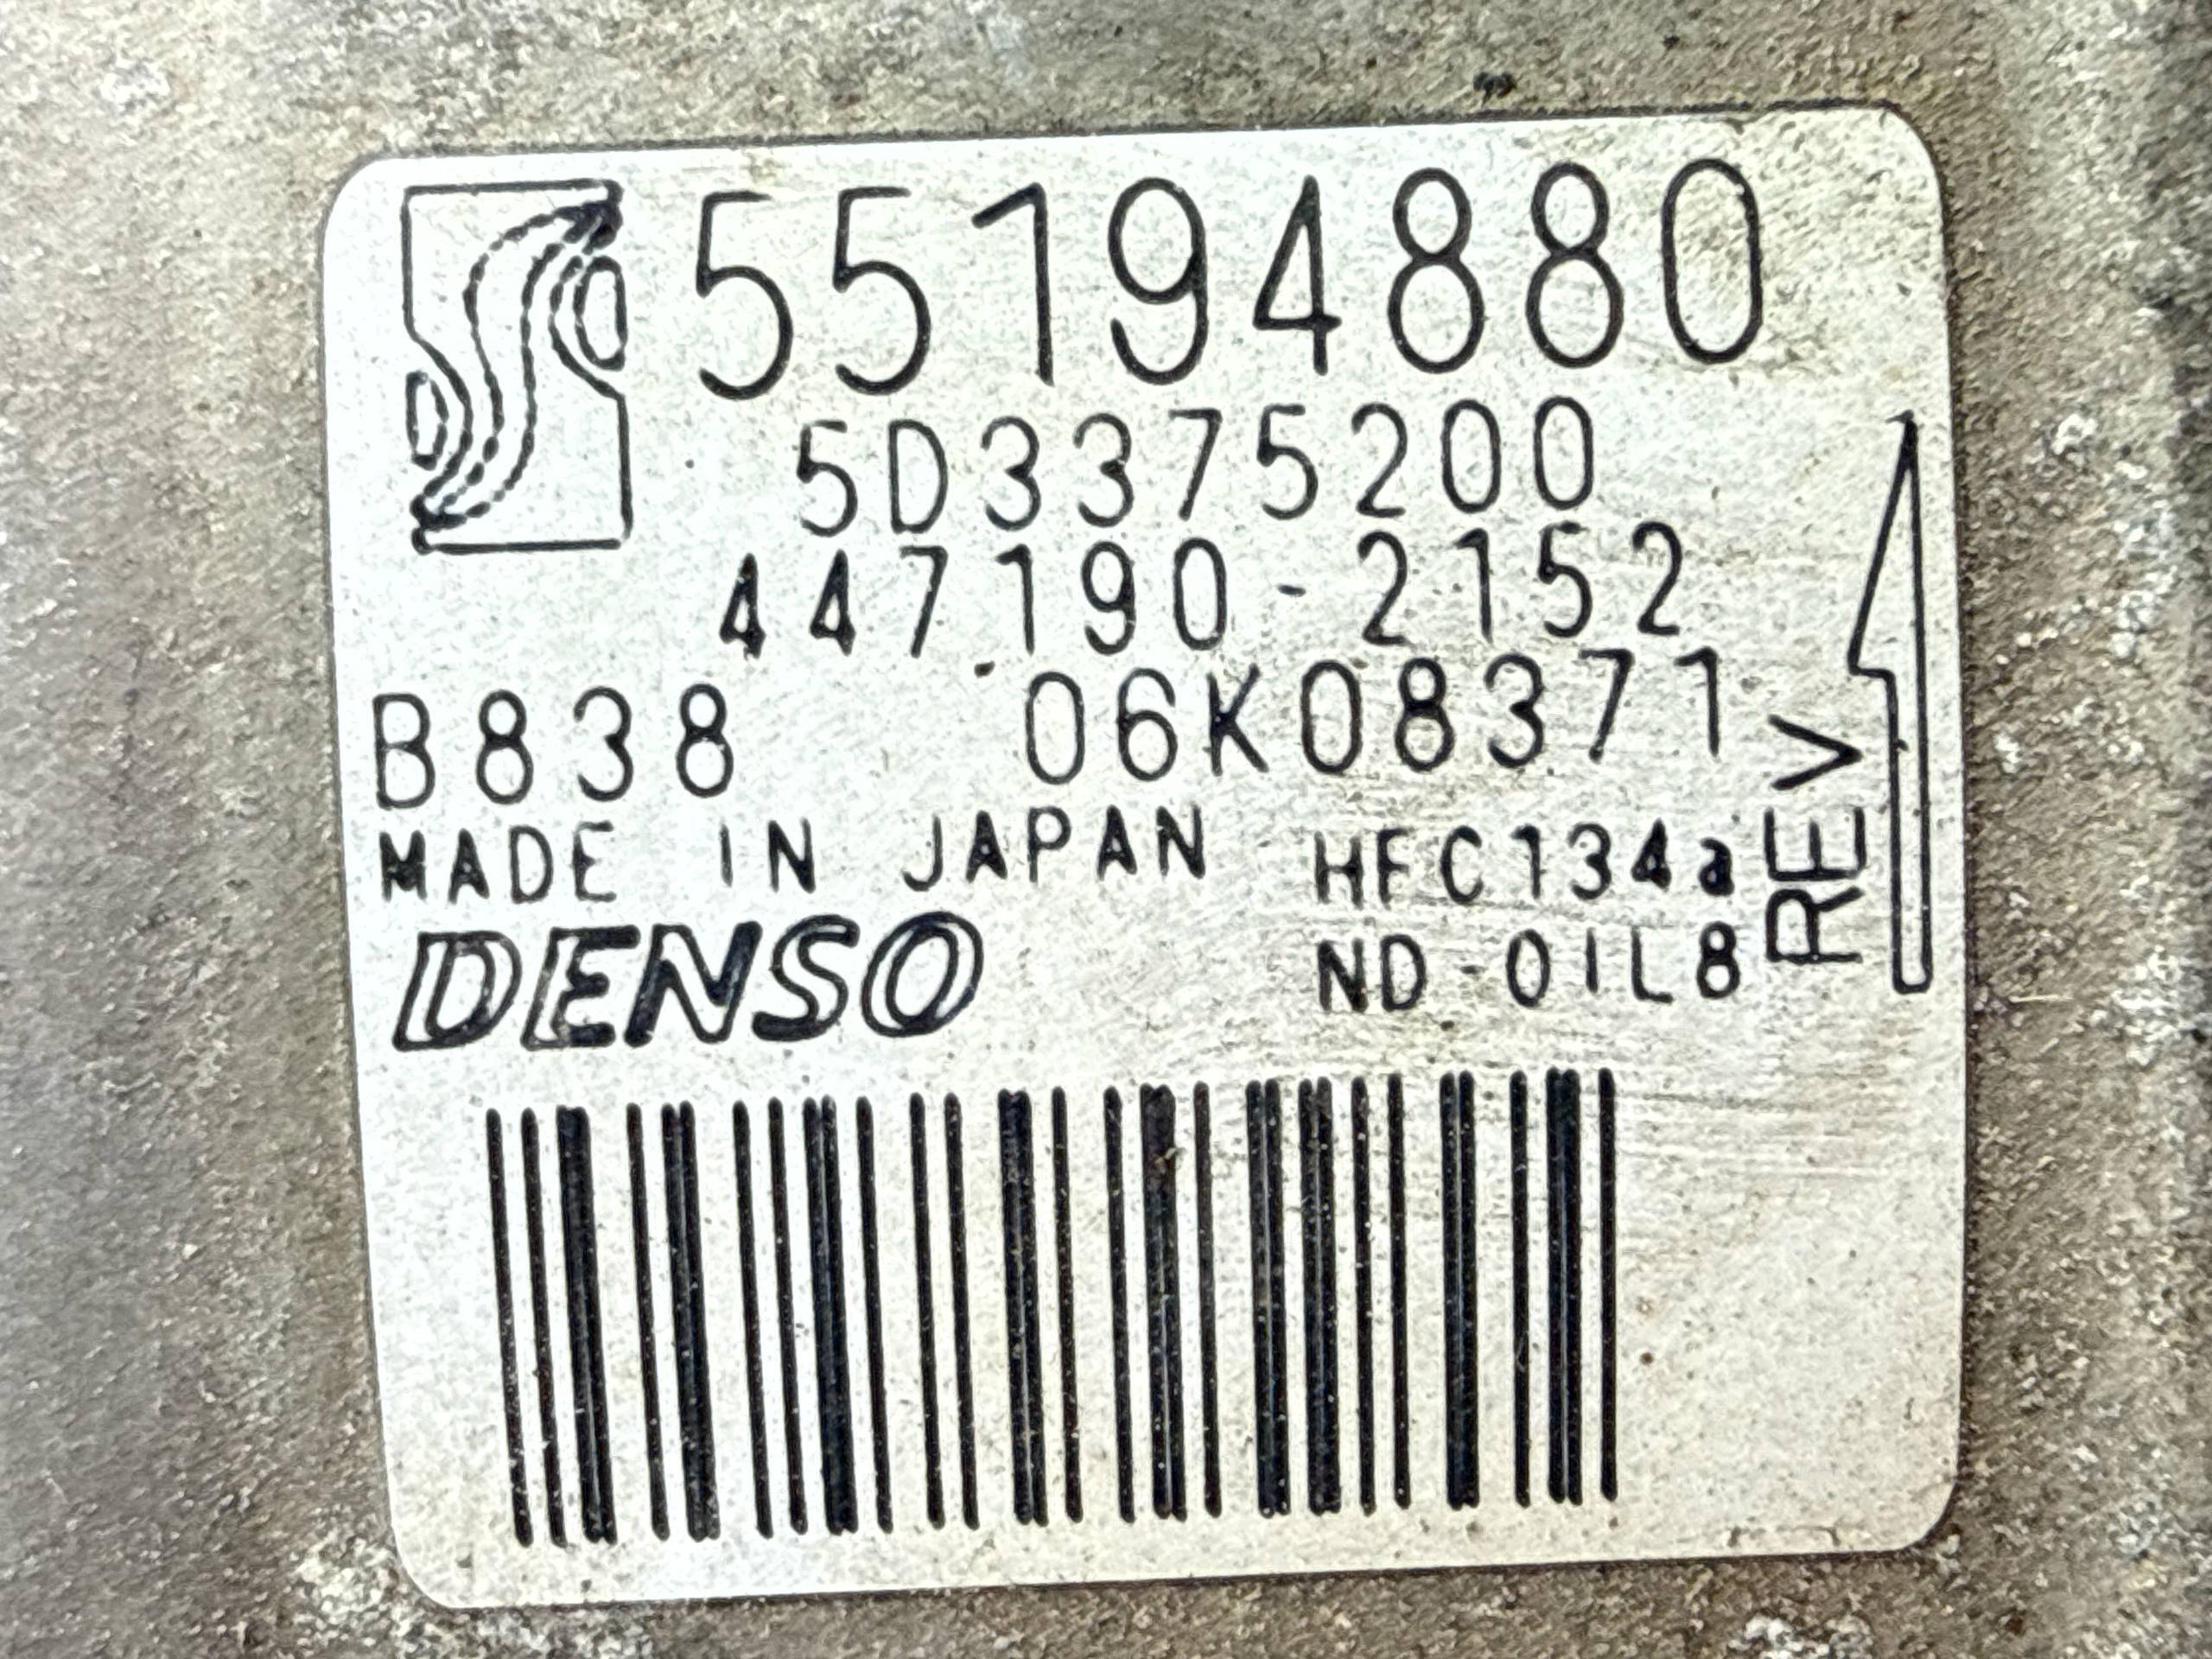 55194880
5D3375200
447190-2152
B838 06K08371
MADE IN JAPAN HFC134a
DENSO ND-OIL8
REV